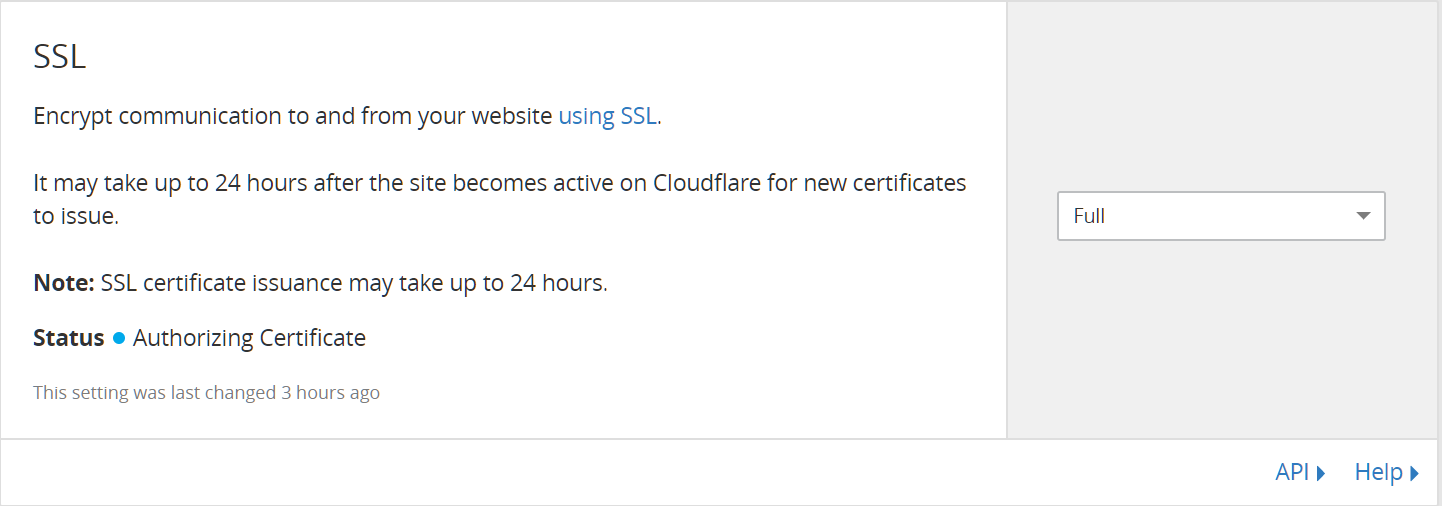 SSL
Encrypt communication to and from your website using SSL.
It may take up to 24 hours after the site becomes active on Cloudflare for new certificates
to issue.
Full
Note: SSL certificate issuance may take up to 24 hours.
Status Authorizing Certificate
This setting was last changed 3 hours ago
API Help